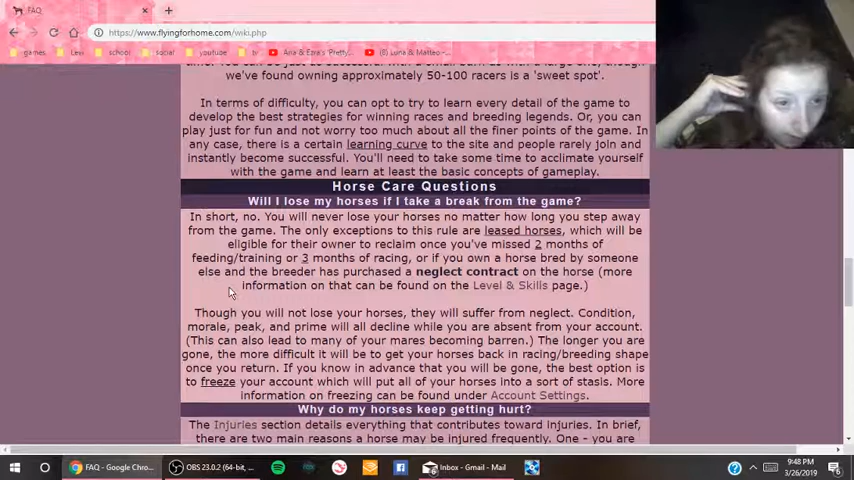 FAQ
https://www.flyingforhome.com/wiki.php
games Levi school social youtube tv Aria & Ezra's 'Pretty... (8) Luna & Matteo -...
we've found owning approximately 50-100 racers is a 'sweet spot'.
In terms of difficulty, you can opt to try to learn every detail of the game to
develop the best strategies for winning races and breeding legends. Or, you can
play just for fun and not worry too much about all the finer points of the game. In
any case, there is a certain learning curve to the site and people rarely join and
instantly become successful. You'll need to take some time to acclimate yourself
with the game and learn at least the basic concepts of gameplay.
Horse Care Questions
Will I lose my horses if I take a break from the game?
In short, no. You will never lose your horses no matter how long you step away
from the game. The only exceptions to this rule are leased horses, which will be
eligible for their owner to reclaim once you've missed 2 months of
feeding/training or 3 months of racing, or if you own a horse bred by someone
else and the breeder has purchased a neglect contract on the horse (more
information on that can be found on the Level & Skills page.)
Though you will not lose your horses, they will suffer from neglect. Condition,
morale, peak, and prime will all decline while you are absent from your account.
(This can also lead to many of your mares becoming barren.) The longer you are
gone, the more difficult it will be to get your horses back in racing/breeding shape
once you return. If you know in advance that you will be gone, the best option is
to freeze your account which will put all of your horses into a sort of stasis. More
information on freezing can be found under Account Settings.
Why do my horses keep getting hurt?
The Injuries section details everything that contributes toward injuries. In brief,
there are two main reasons a horse may be injured frequently. One - you are
FAQ - Google Chro... OBS 23.0.2 (64-bit, ... Inbox - Gmail - Mail 9:48 PM
3/26/2019